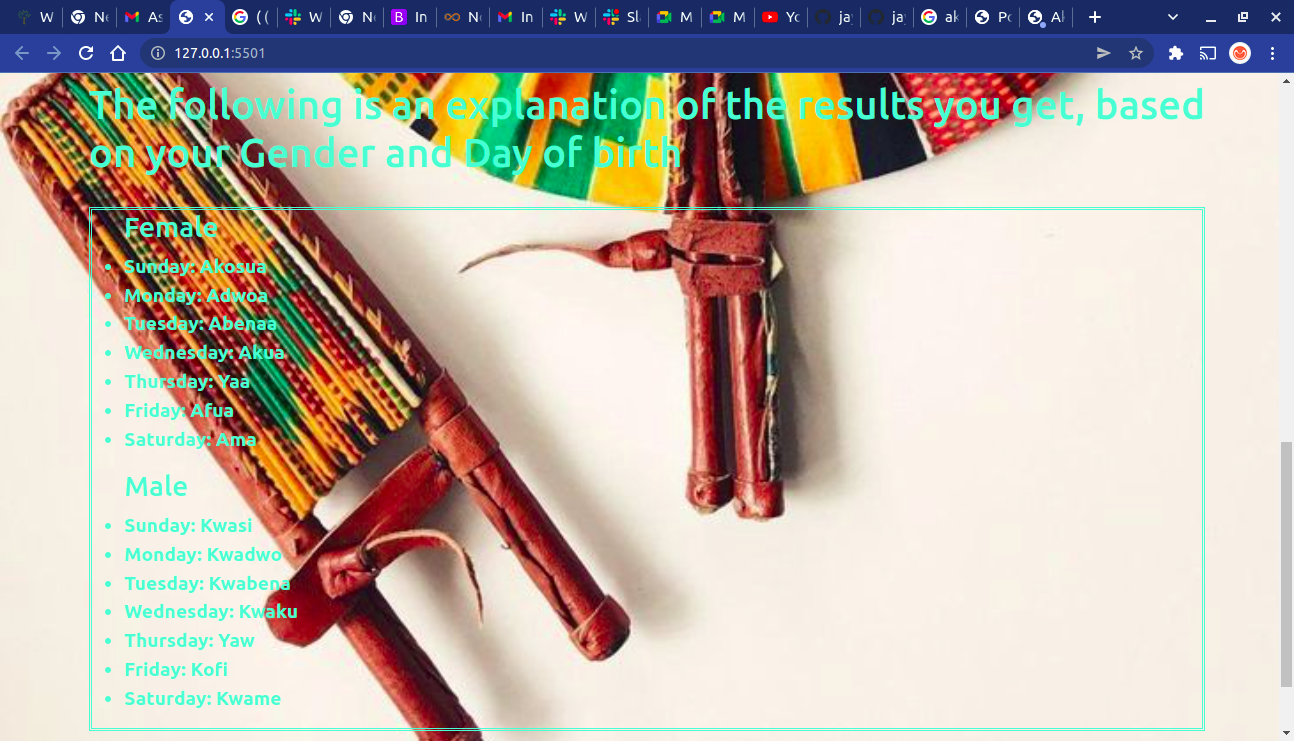 W
Ne
As
( (
W
Ne
In
Ne
In
W
Sla
M
M
Yo
ja
ja
ak
Po
Ak
127.0.0.1:5501
The following is an explanation of the results you get, based
on your Gender and Day of birth
Female
• Sunday: Akosua
• Monday: Adwoa
• Tuesday: Abenaa
• Wednesday: Akua
• Thursday: Yaa
• Friday: Afua
• Saturday: Ama
Male
• Sunday: Kwasi
• Monday: Kwadwo
• Tuesday: Kwabena
• Wednesday: Kwaku
• Thursday: Yaw
• Friday: Kofi
• Saturday: Kwame